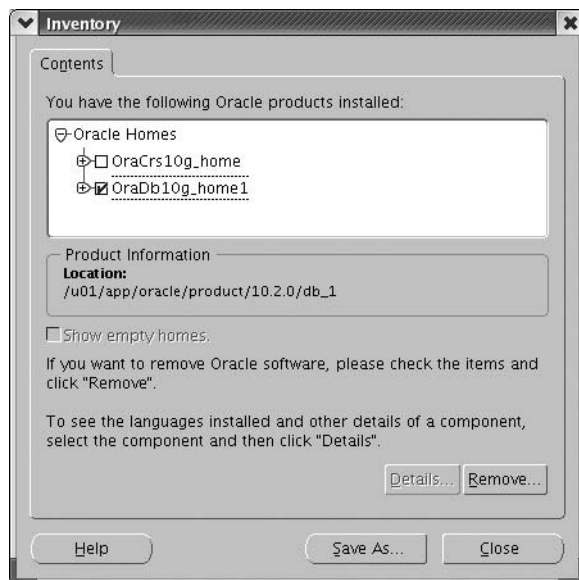 Inventory
Contents
You have the following Oracle products installed:
Oracle Homes
OraCrs10g_home
OraDb10g_home1
Product Information
Location:
/u01/app/oracle/product/10.2.0/db_1
Show empty homes.
If you want to remove Oracle software, please check the items and
click "Remove".
To see the languages installed and other details of a component,
select the component and then click "Details".
Details... Remove...
Help Save As... Close